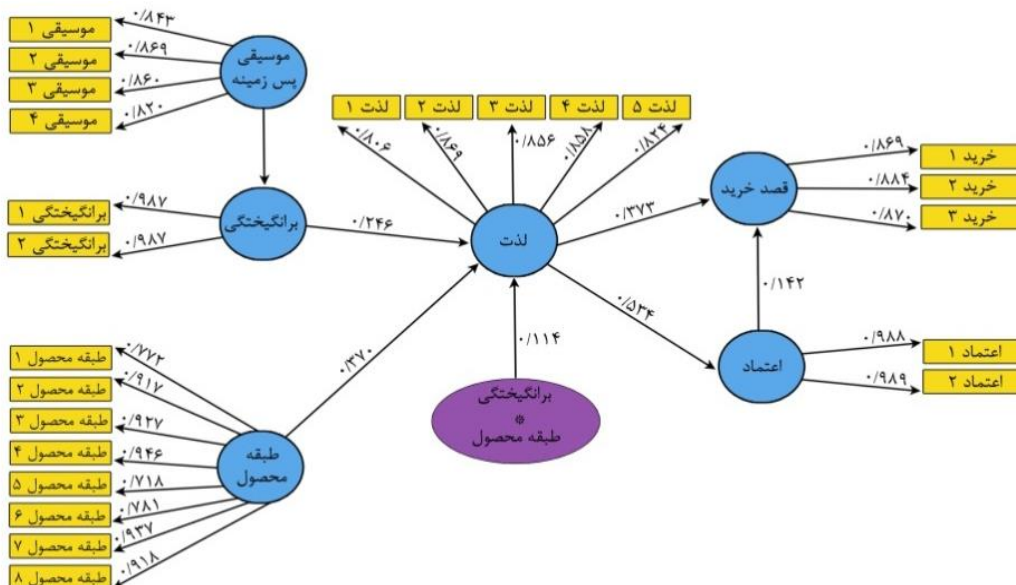 موسیقی ۱
موسیقی ۲
موسیقی ۳
موسیقی ۴
۰/۸۴۳
۰/۸۶۹
۰/۸۶۰
۰/۸۲۰
موسیقی
پس زمینه
لذت ۱
لذت ۲
لذت ۳
لذت ۴
لذت ۵
۰/۸۰۶
۰/۸۶۹
۰/۸۵۶
۰/۸۵۸
۰/۸۲۴
برانگیختگی ۱
برانگیختگی ۲
۰/۹۸۷
۰/۹۸۷
برانگیختگی
۰/۲۴۶
لذت
۰/۳۷۳
قصد خرید
۰/۸۶۹
۰/۸۸۴
۰/۸۷۰
خرید ۱
خرید ۲
خرید ۳
۰/۱۴۲
۰/۵۳۴
اعتماد
۰/۹۸۸
۰/۹۸۹
اعتماد ۱
اعتماد ۲
۰/۱۱۴
برانگیختگی
*
طبقه محصول
۰/۳۷۰
طبقه
محصول
۰/۷۷۲
۰/۹۱۷
۰/۹۲۷
۰/۹۴۶
۰/۷۱۸
۰/۷۸۱
۰/۹۳۷
۰/۹۱۸
طبقه محصول ۱
طبقه محصول ۲
طبقه محصول ۳
طبقه محصول ۴
طبقه محصول ۵
طبقه محصول ۶
طبقه محصول ۷
طبقه محصول ۸